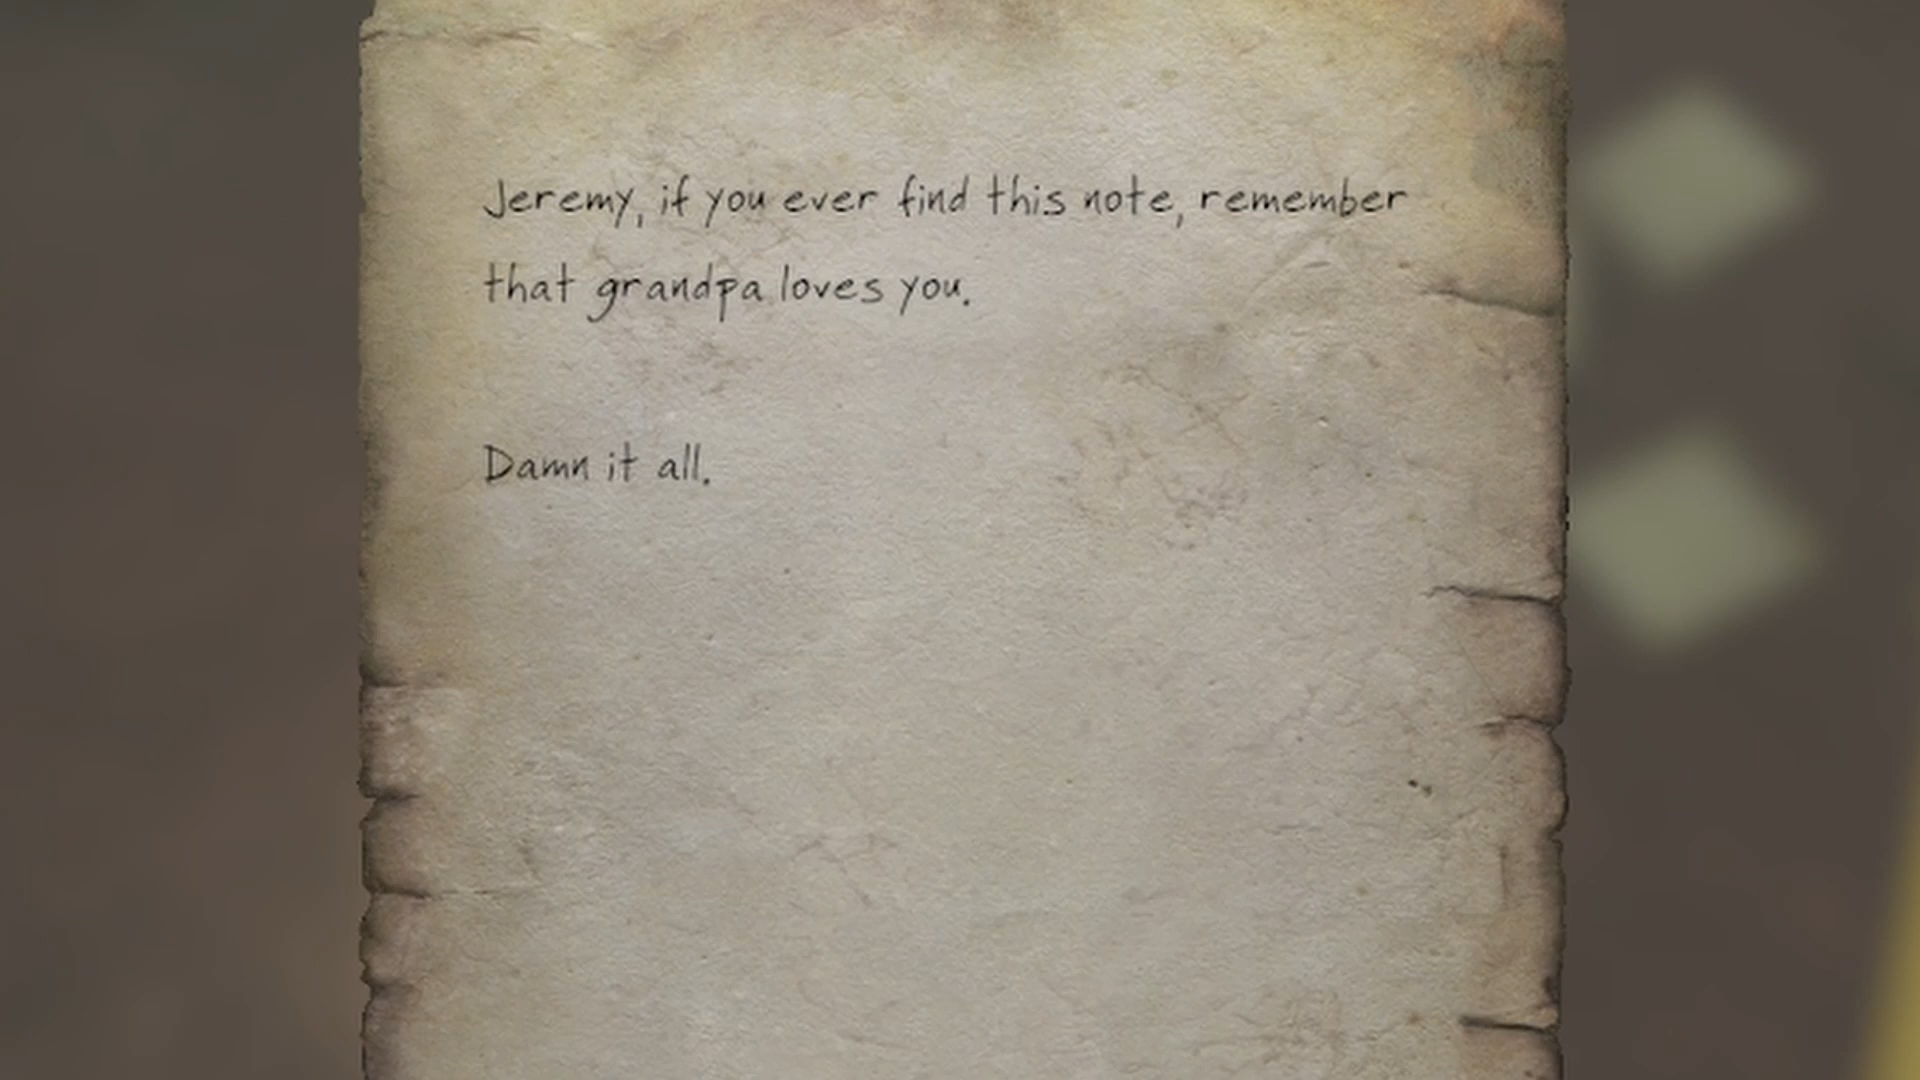 Jeremy, if you ever find this note, remember
that grandpa loves you.
Damn it all.